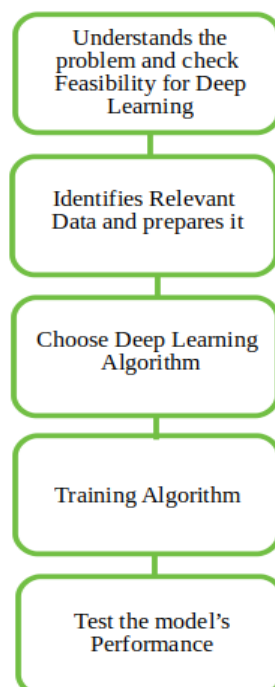 Understands the
problem and check
Feasibility for Deep
Learning
Identifies Relevant
Data and prepares it
Choose Deep Learning
Algorithm
Training Algorithm
Test the model's
Performance